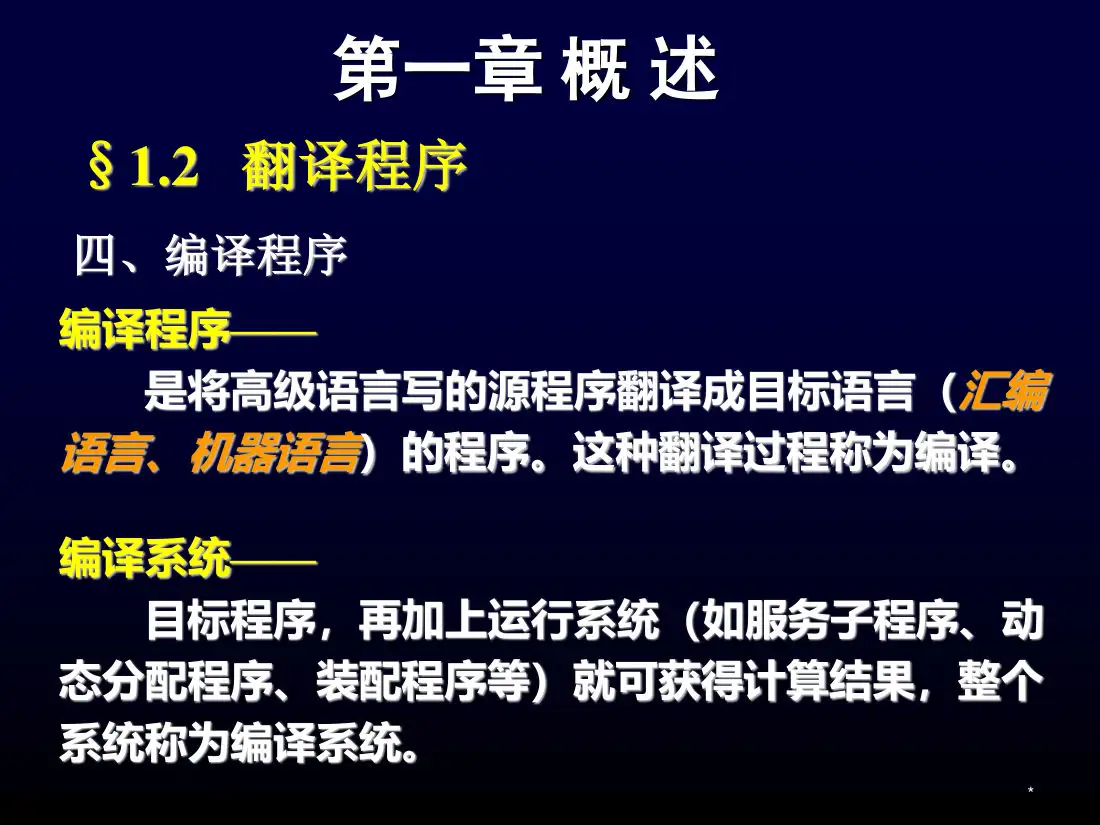 第一章 概 述
§1.2 翻译程序
四、编译程序
编译程序——
是将高级语言写的源程序翻译成目标语言（汇编
语言、机器语言）的程序。这种翻译过程称为编译。
编译系统——
目标程序，再加上运行系统（如服务子程序、动
态分配程序、装配程序等）就可获得计算结果，整个
系统称为编译系统。
*